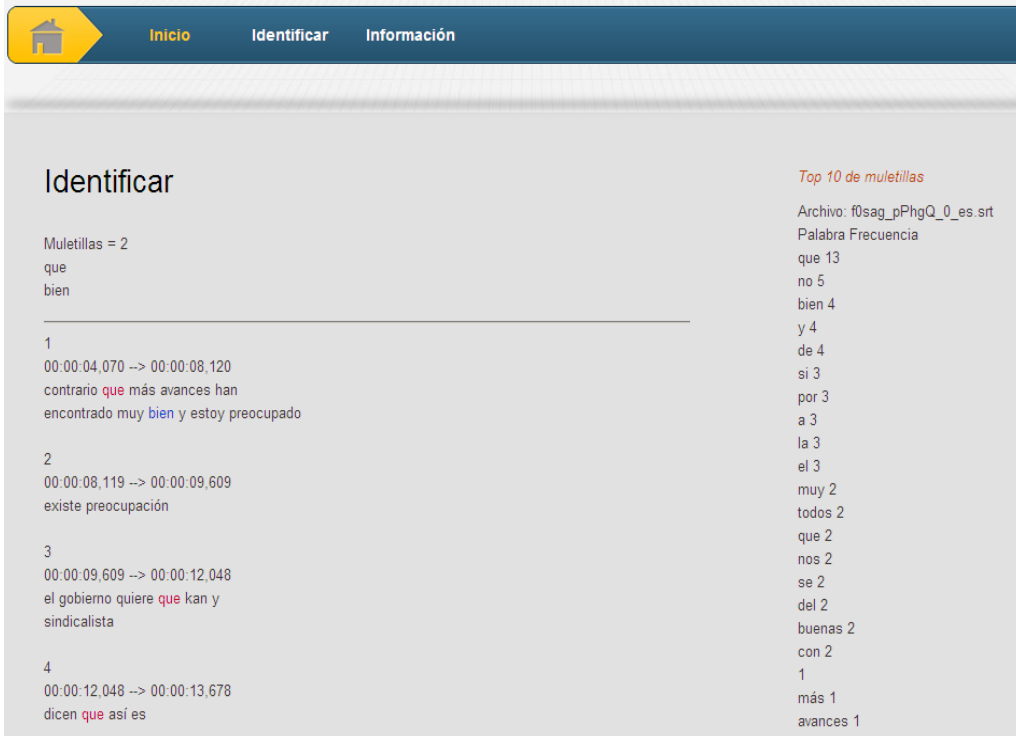 Inicio Identificar Información
Identificar
Muletillas = 2
que
bien
1
00:00:04,070 --> 00:00:08,120
contrario que más avances han
encontrado muy bien y estoy preocupado
2
00:00:08,119 --> 00:00:09,609
existe preocupación
3
00:00:09,609 --> 00:00:12,048
el gobierno quiere que kan y
sindicalista
4
00:00:12,048 --> 00:00:13,678
dicen que así es
Top 10 de muletillas
Archivo: f0sag_pPhgQ_0_es.srt
Palabra Frecuencia
que 13
no 5
bien 4
y 4
de 4
si 3
por 3
a 3
la 3
el 3
muy 2
todos 2
que 2
nos 2
se 2
del 2
buenas 2
con 2
1
más 1
avances 1